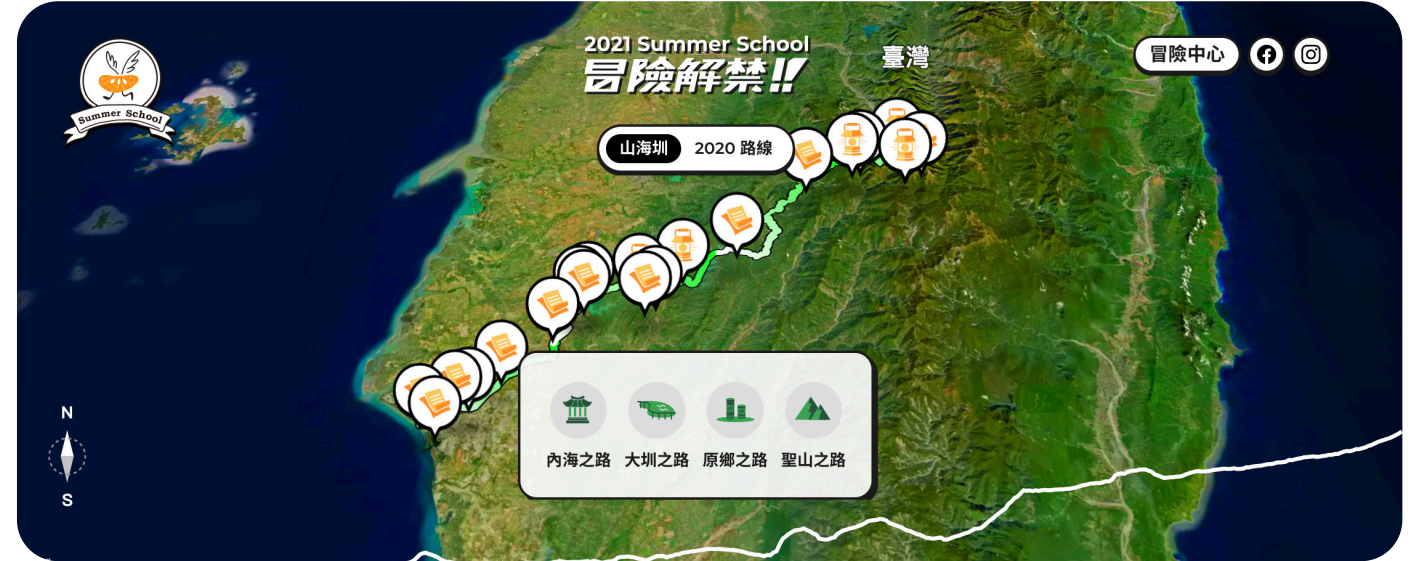 Summer School
2021 Summer School
冒險解禁!!
臺灣
冒險中心
山海圳
2020 路線
N
S
內海之路
大圳之路
原鄉之路
聖山之路